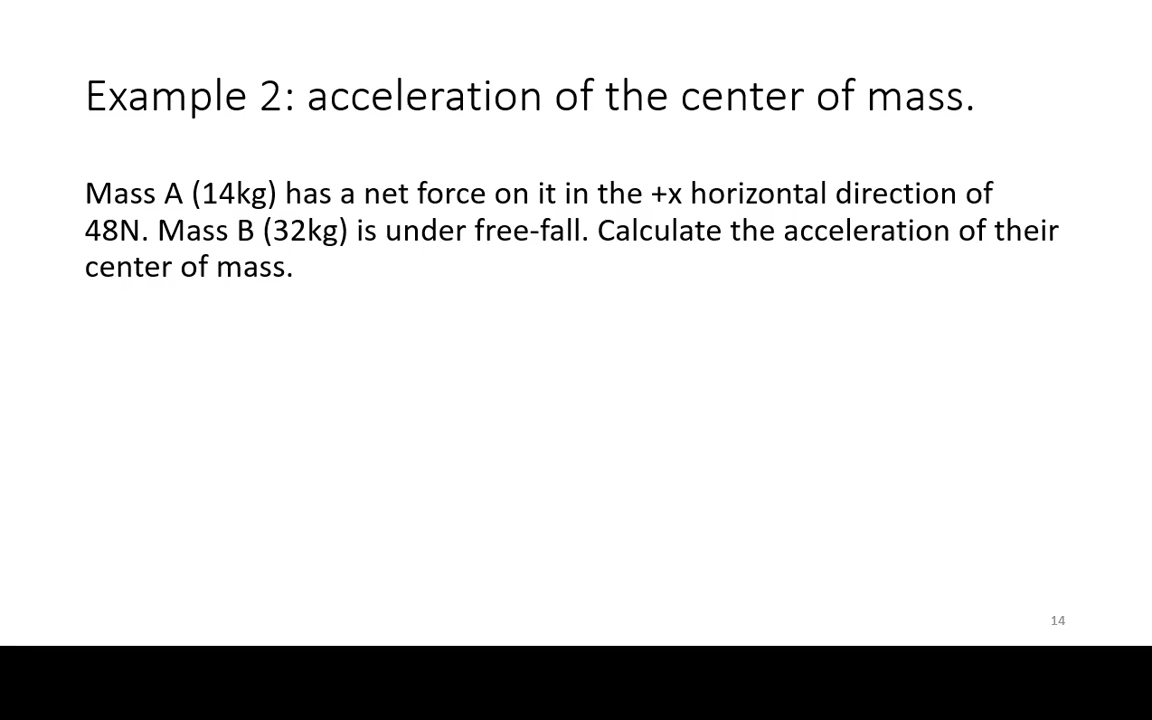 Example 2: acceleration of the center of mass.
Mass A (14kg) has a net force on it in the +x horizontal direction of
48N. Mass B (32kg) is under free-fall. Calculate the acceleration of their
center of mass.
14